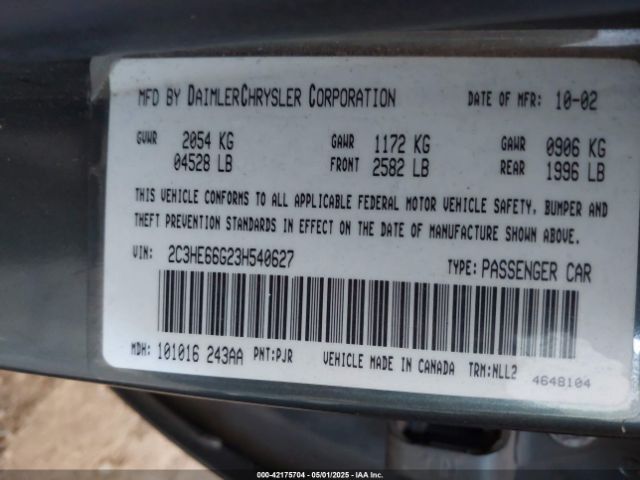 MFD BY DAIMLERCHRYSLER CORPORATION DATE OF MFR: 10-02
GVWR 2054 KG GAWR 1172 KG GAWR 0906 KG
04528 LB FRONT 2582 LB REAR 1996 LB
THIS VEHICLE CONFORMS TO ALL APPLICABLE FEDERAL MOTOR VEHICLE SAFETY, BUMPER AND
THEFT PREVENTION STANDARDS IN EFFECT ON THE DATE OF MANUFACTURE SHOWN ABOVE.
VIN: 2C3HE66G23H540627 TYPE: PASSENGER CAR
MDH: 101016 243AA PNT:PJR VEHICLE MADE IN CANADA TRM:NLL2
4648104
000-42175704 - 05/01/2025 - IAA Inc.